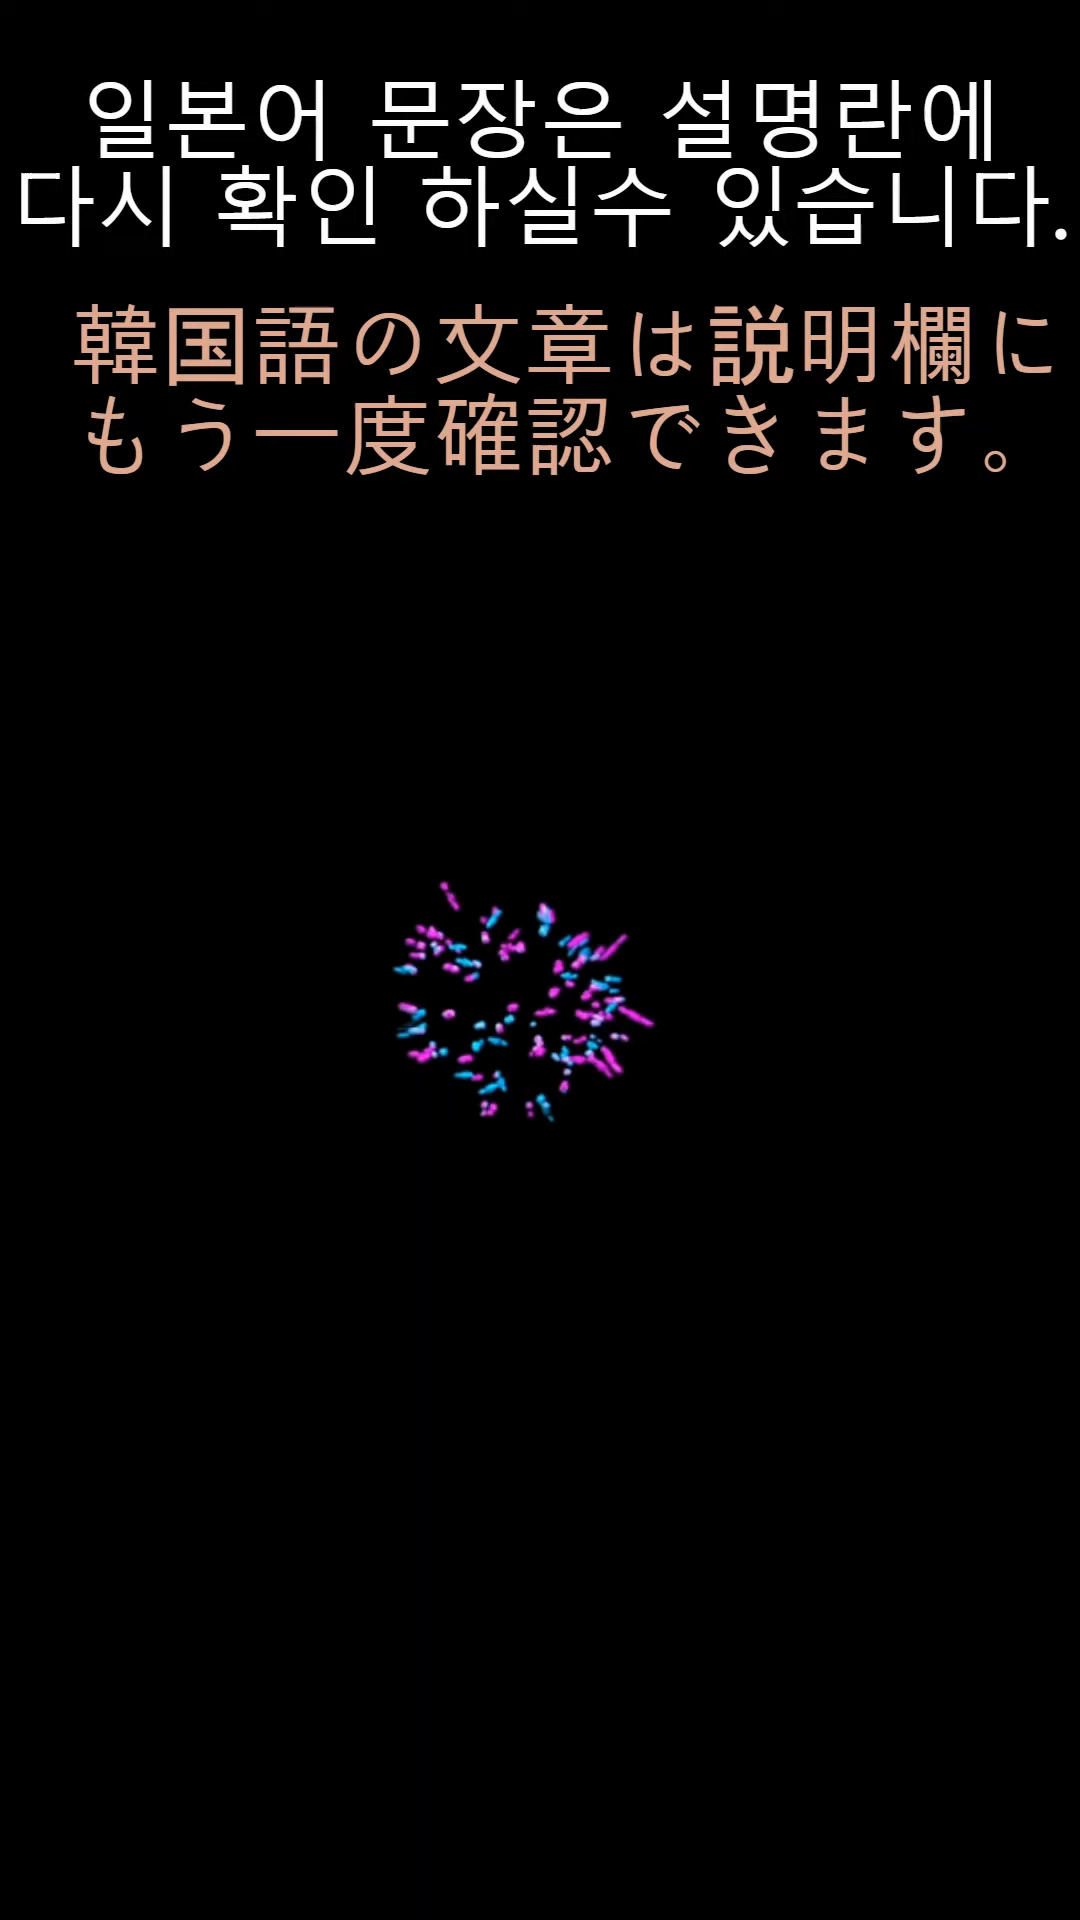 일본어 문장은 설명란에
다시 확인 하실수 있습니다.
韓国語の文章は説明欄に
もう一度確認できます。